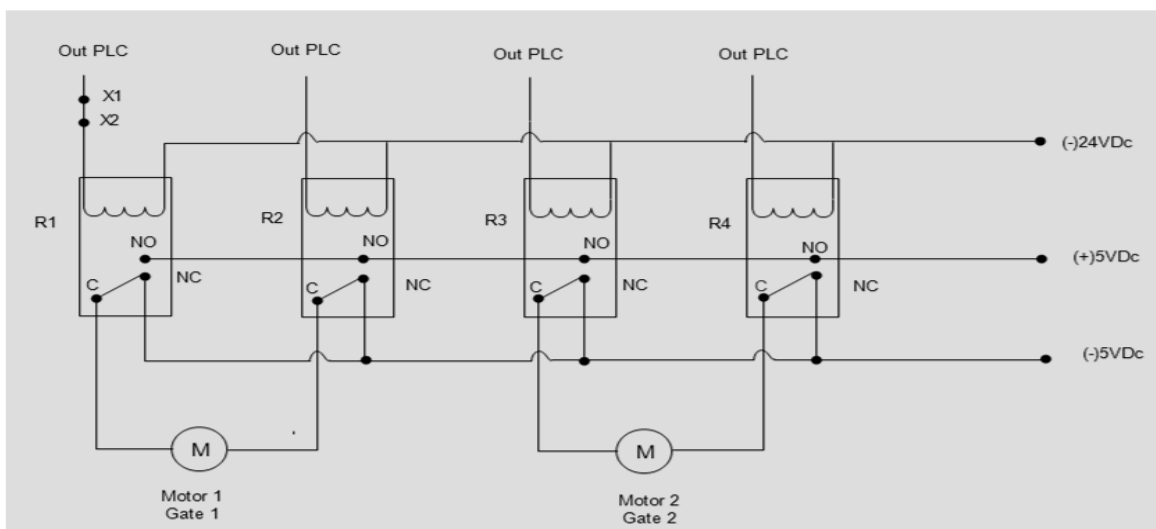 Out PLC
Out PLC
Out PLC
Out PLC
X1
X2
(-)24VDc
R1
R2
R3
R4
NO
NO
NO
NO
(+)5VDc
C
NC
C
NC
C
NC
C
NC
(-)5VDc
M
M
Motor 1
Gate 1
Motor 2
Gate 2